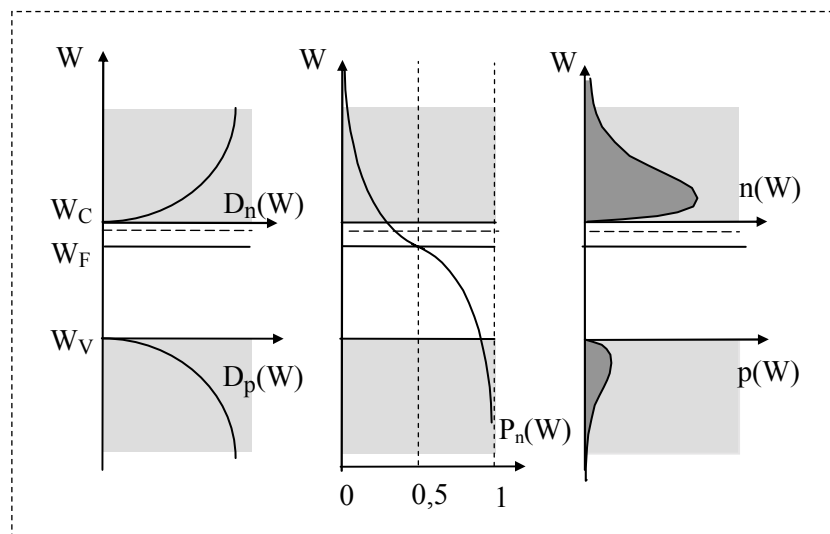 W
W
W
W_C
D_n(W)
n(W)
W_F
W_V
D_p(W)
p(W)
P_n(W)
0
0,5
1